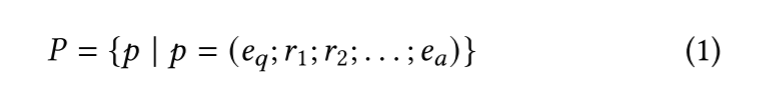 P = {p | p = (e_q; r_1; r_2; . . . ; e_a)} (1)